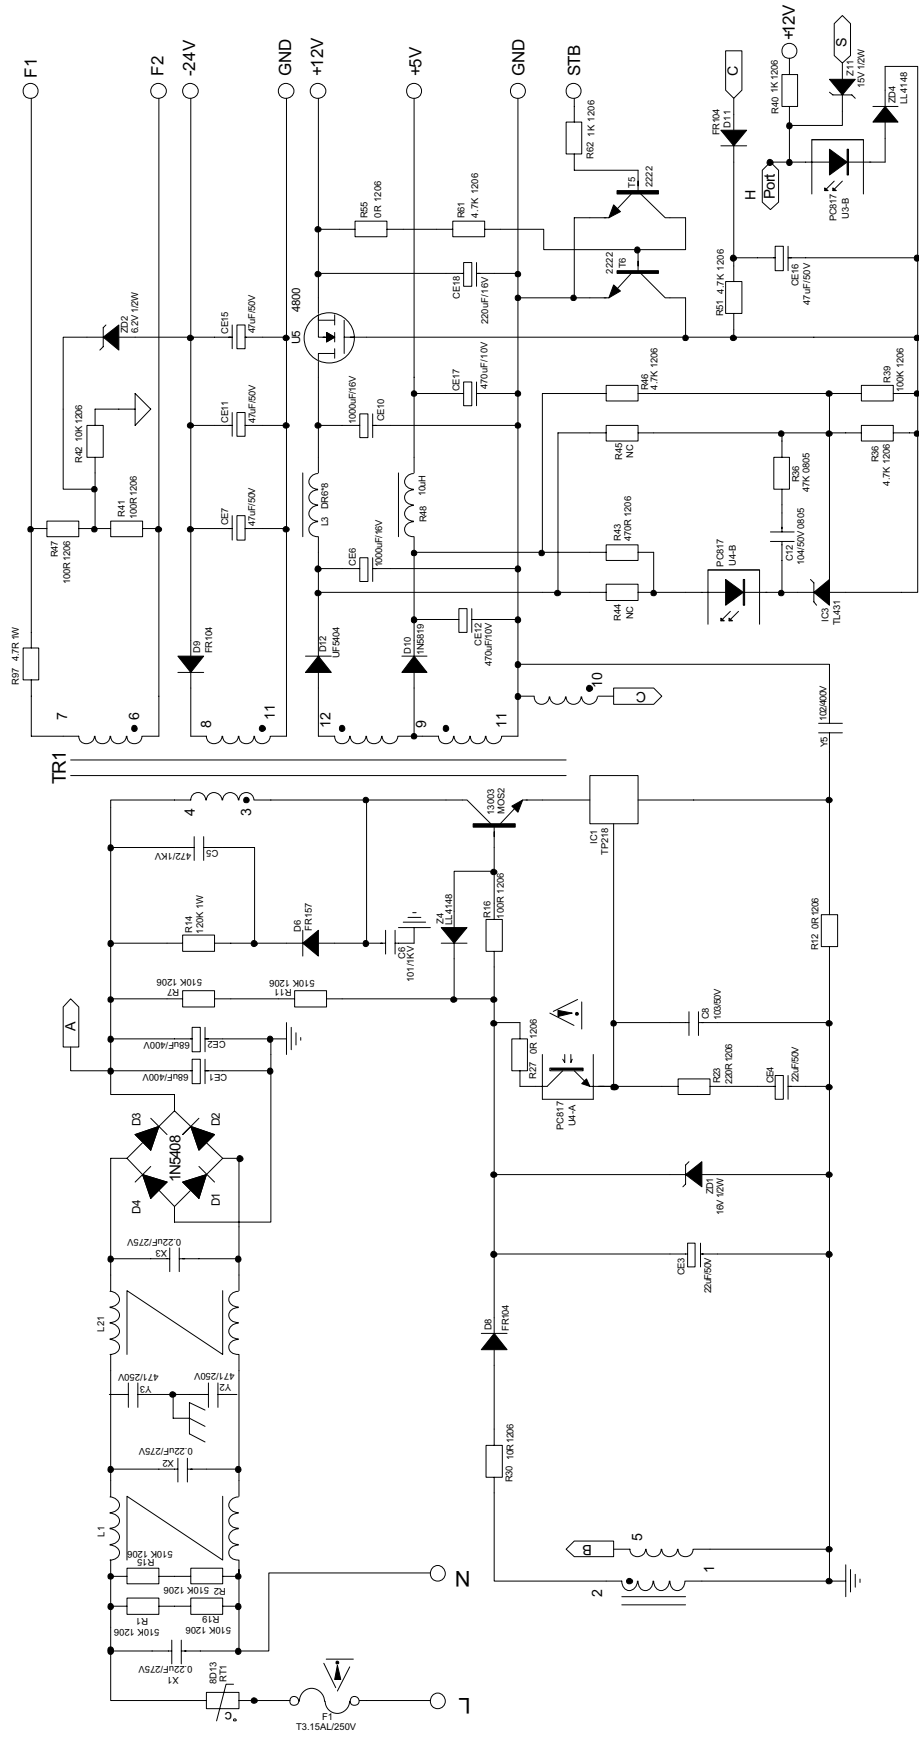 F1
F2
-24V
GND
+12V
+5V
GND
STB
C
+12V
S
R40 1K 1206
Z11
15V 1/2W
ZD4
LL4148
FR104
D11
H
Port
PC817
U3-B
R62 1K 1206
T5
2222
2222
T6
R55
0R 1206
R61
4.7K 1206
CE18
220uF/16V
CE16
47uF/50V
R51 4.7K 1206
ZD2
6.2V 1/2W
CE15
47uF/50V
U5
4800
R42 10K 1206
CE11
47uF/50V
1000uF/16V
CE10
CE17
470uF/10V
R46
4.7K 1206
R45
NC
R39
100K 1206
R36
4.7K 1206
R47
100R 1206
R41
100R 1206
CE7
47uF/50V
L3
DR6*8
R48
10uH
R43
470R 1206
R44
NC
R36
47K 0805
C12
104/50V 0805
CE6
1000uF/16V
PC817
U4-B
IC3
TL431
R97 4.7R 1W
D9
FR104
D12
UF5404
D10
1N5819
CE12
470uF/10V
7
6
8
11
12
9
11
10
C
102/400V
Y5
TR1
4
3
C5
472/1KV
R14
120K 1W
D6
FR157
C6
101/1KV
13003
MOS2
IC1
TP218
Z4
LL4148
R16
100R 1206
R12 0R 1206
R7
510K 1206
R11
510K 1206
A
CE2
68uF/400V
CE1
68uF/400V
R27
0R 1206
PC817
U4-A
C8
103/50V
R23
220R 1206
CE4
22uF/50V
D3
D2
1N5408
D4
D1
ZD1
16V 1/2W
X3
0.22uF/275V
CE3
22uF/50V
L21
D8
FR104
Y3
471/250V
Y2
471/250V
X2
0.22uF/275V
R30
10R 1206
L1
R15
510K 1206
R2
510K 1206
R1
510K 1206
R19
510K 1206
B
5
2
1
N
X1
0.22uF/275V
8D13
RT1
°C
F1
T3.15AL/250V
L